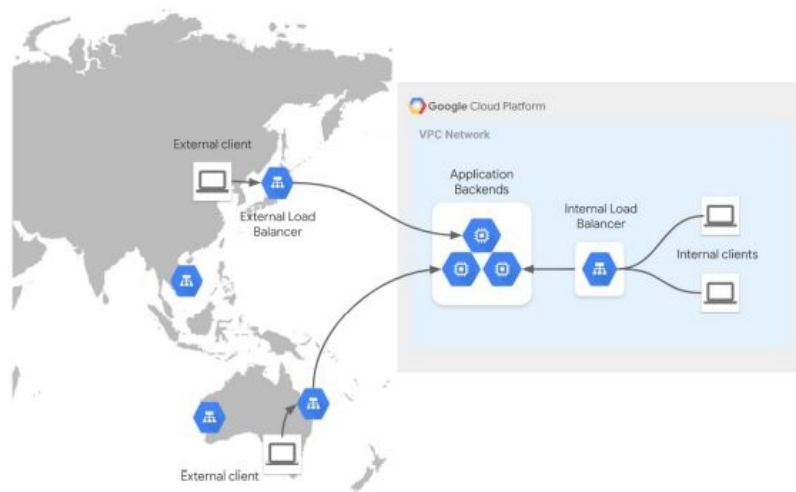 Google Cloud Platform
VPC Network
External client
External Load
Balancer
Application
Backends
Internal Load
Balancer
Internal clients
External client